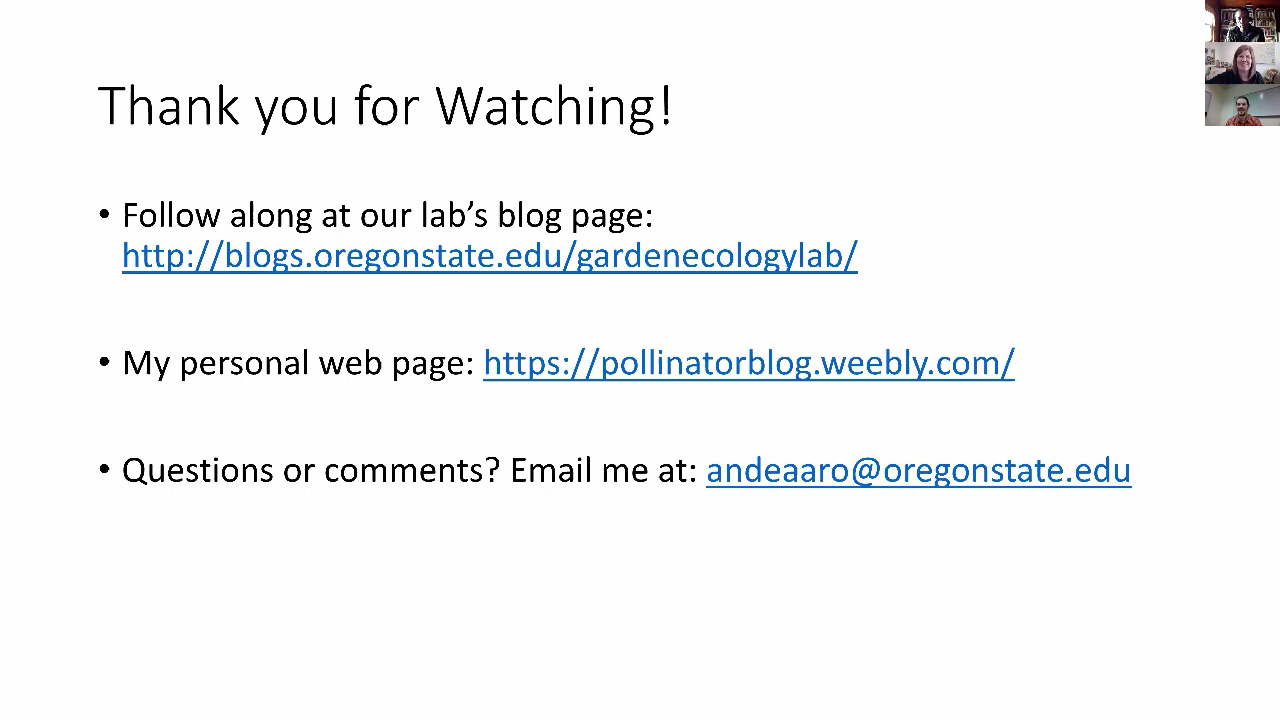 Thank you for Watching!
• Follow along at our lab’s blog page:
http://blogs.oregonstate.edu/gardenecologylab/
• My personal web page: https://pollinatorblog.weebly.com/
• Questions or comments? Email me at: andeaaro@oregonstate.edu